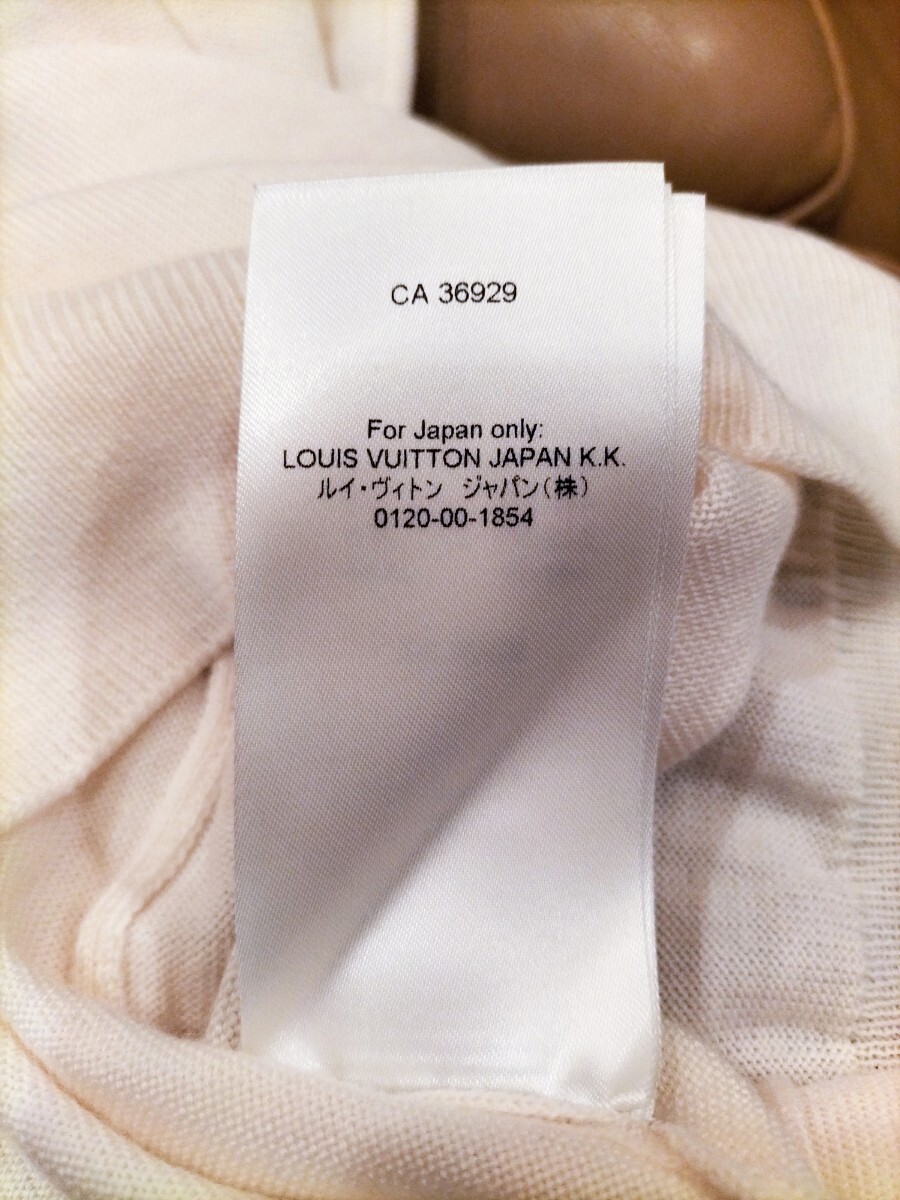 CA 36929
For Japan only:
LOUIS VUITTON JAPAN K.K.
ルイ・ヴィトン　ジャパン(株)
0120-00-1854